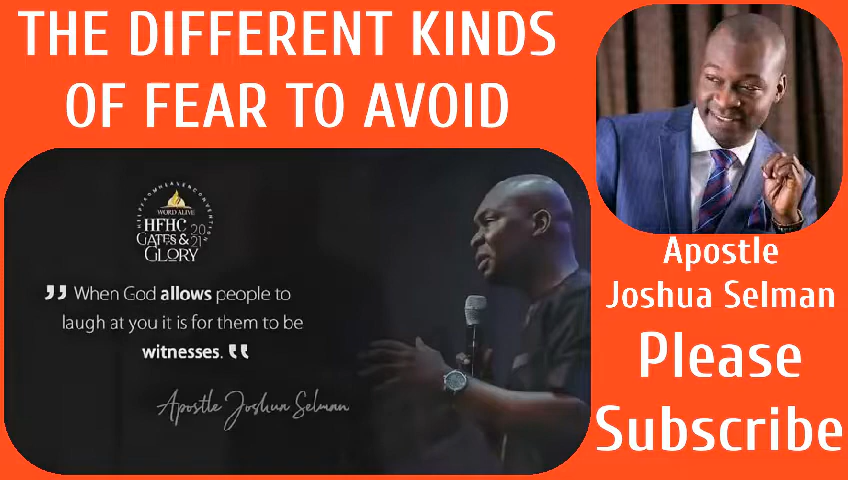 THE DIFFERENT KINDS
OF FEAR TO AVOID
WORD ALIVE
HFHC 20
GATES & 21
GLORY
❞ When God allows people to
laugh at you it is for them to be
witnesses. ❝
Apostle Joshua Selman
Apostle
Joshua Selman
Please
Subscribe